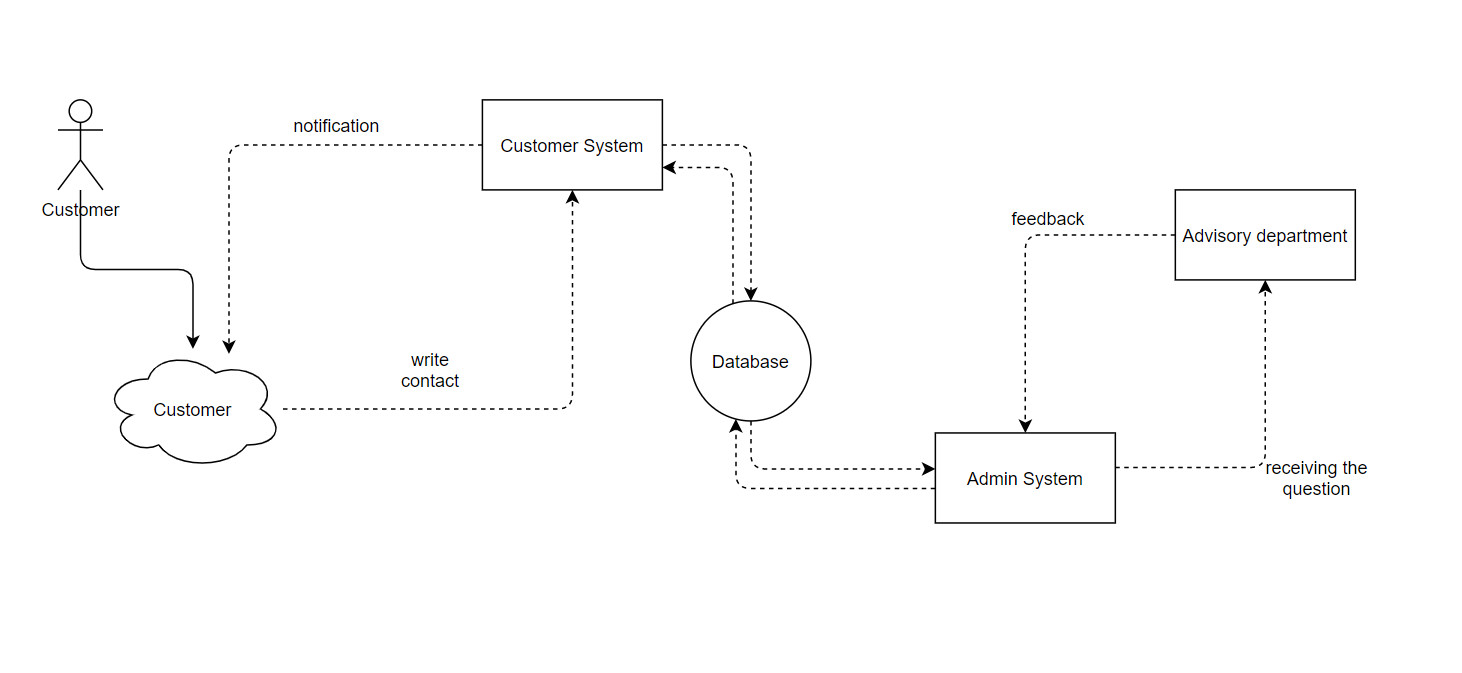 notification
Customer System
Customer
feedback
Advisory department
write
contact
Database
Customer
receiving the
question
Admin System